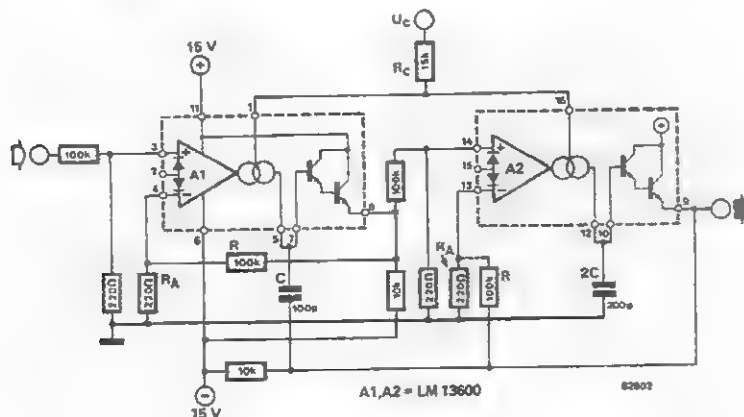 Uc
15 V
+
Rc
15k
11
1
16
100k
3
+
A1
2
4
−
6
5
7
8
100k
14
+
A2
15
13
−
12
10
9
+
220Ω
220Ω
RA
R
100k
C
100p
10k
220Ω
RA
220Ω
100k
R
2C
200p
10k
−
15 V
A1,A2 = LM 13600
82602